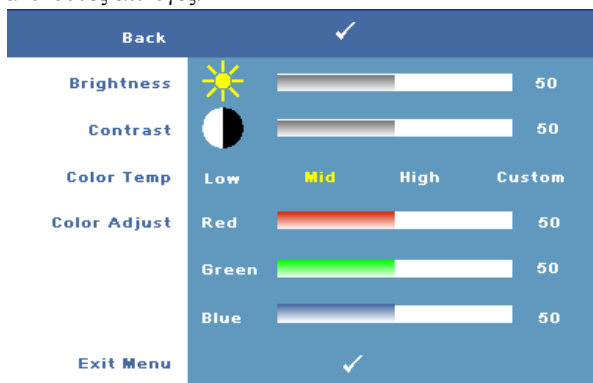 Back
Brightness 50
Contrast 50
Color Temp Low Mid High Custom
Color Adjust Red 50
Green 50
Blue 50
Exit Menu